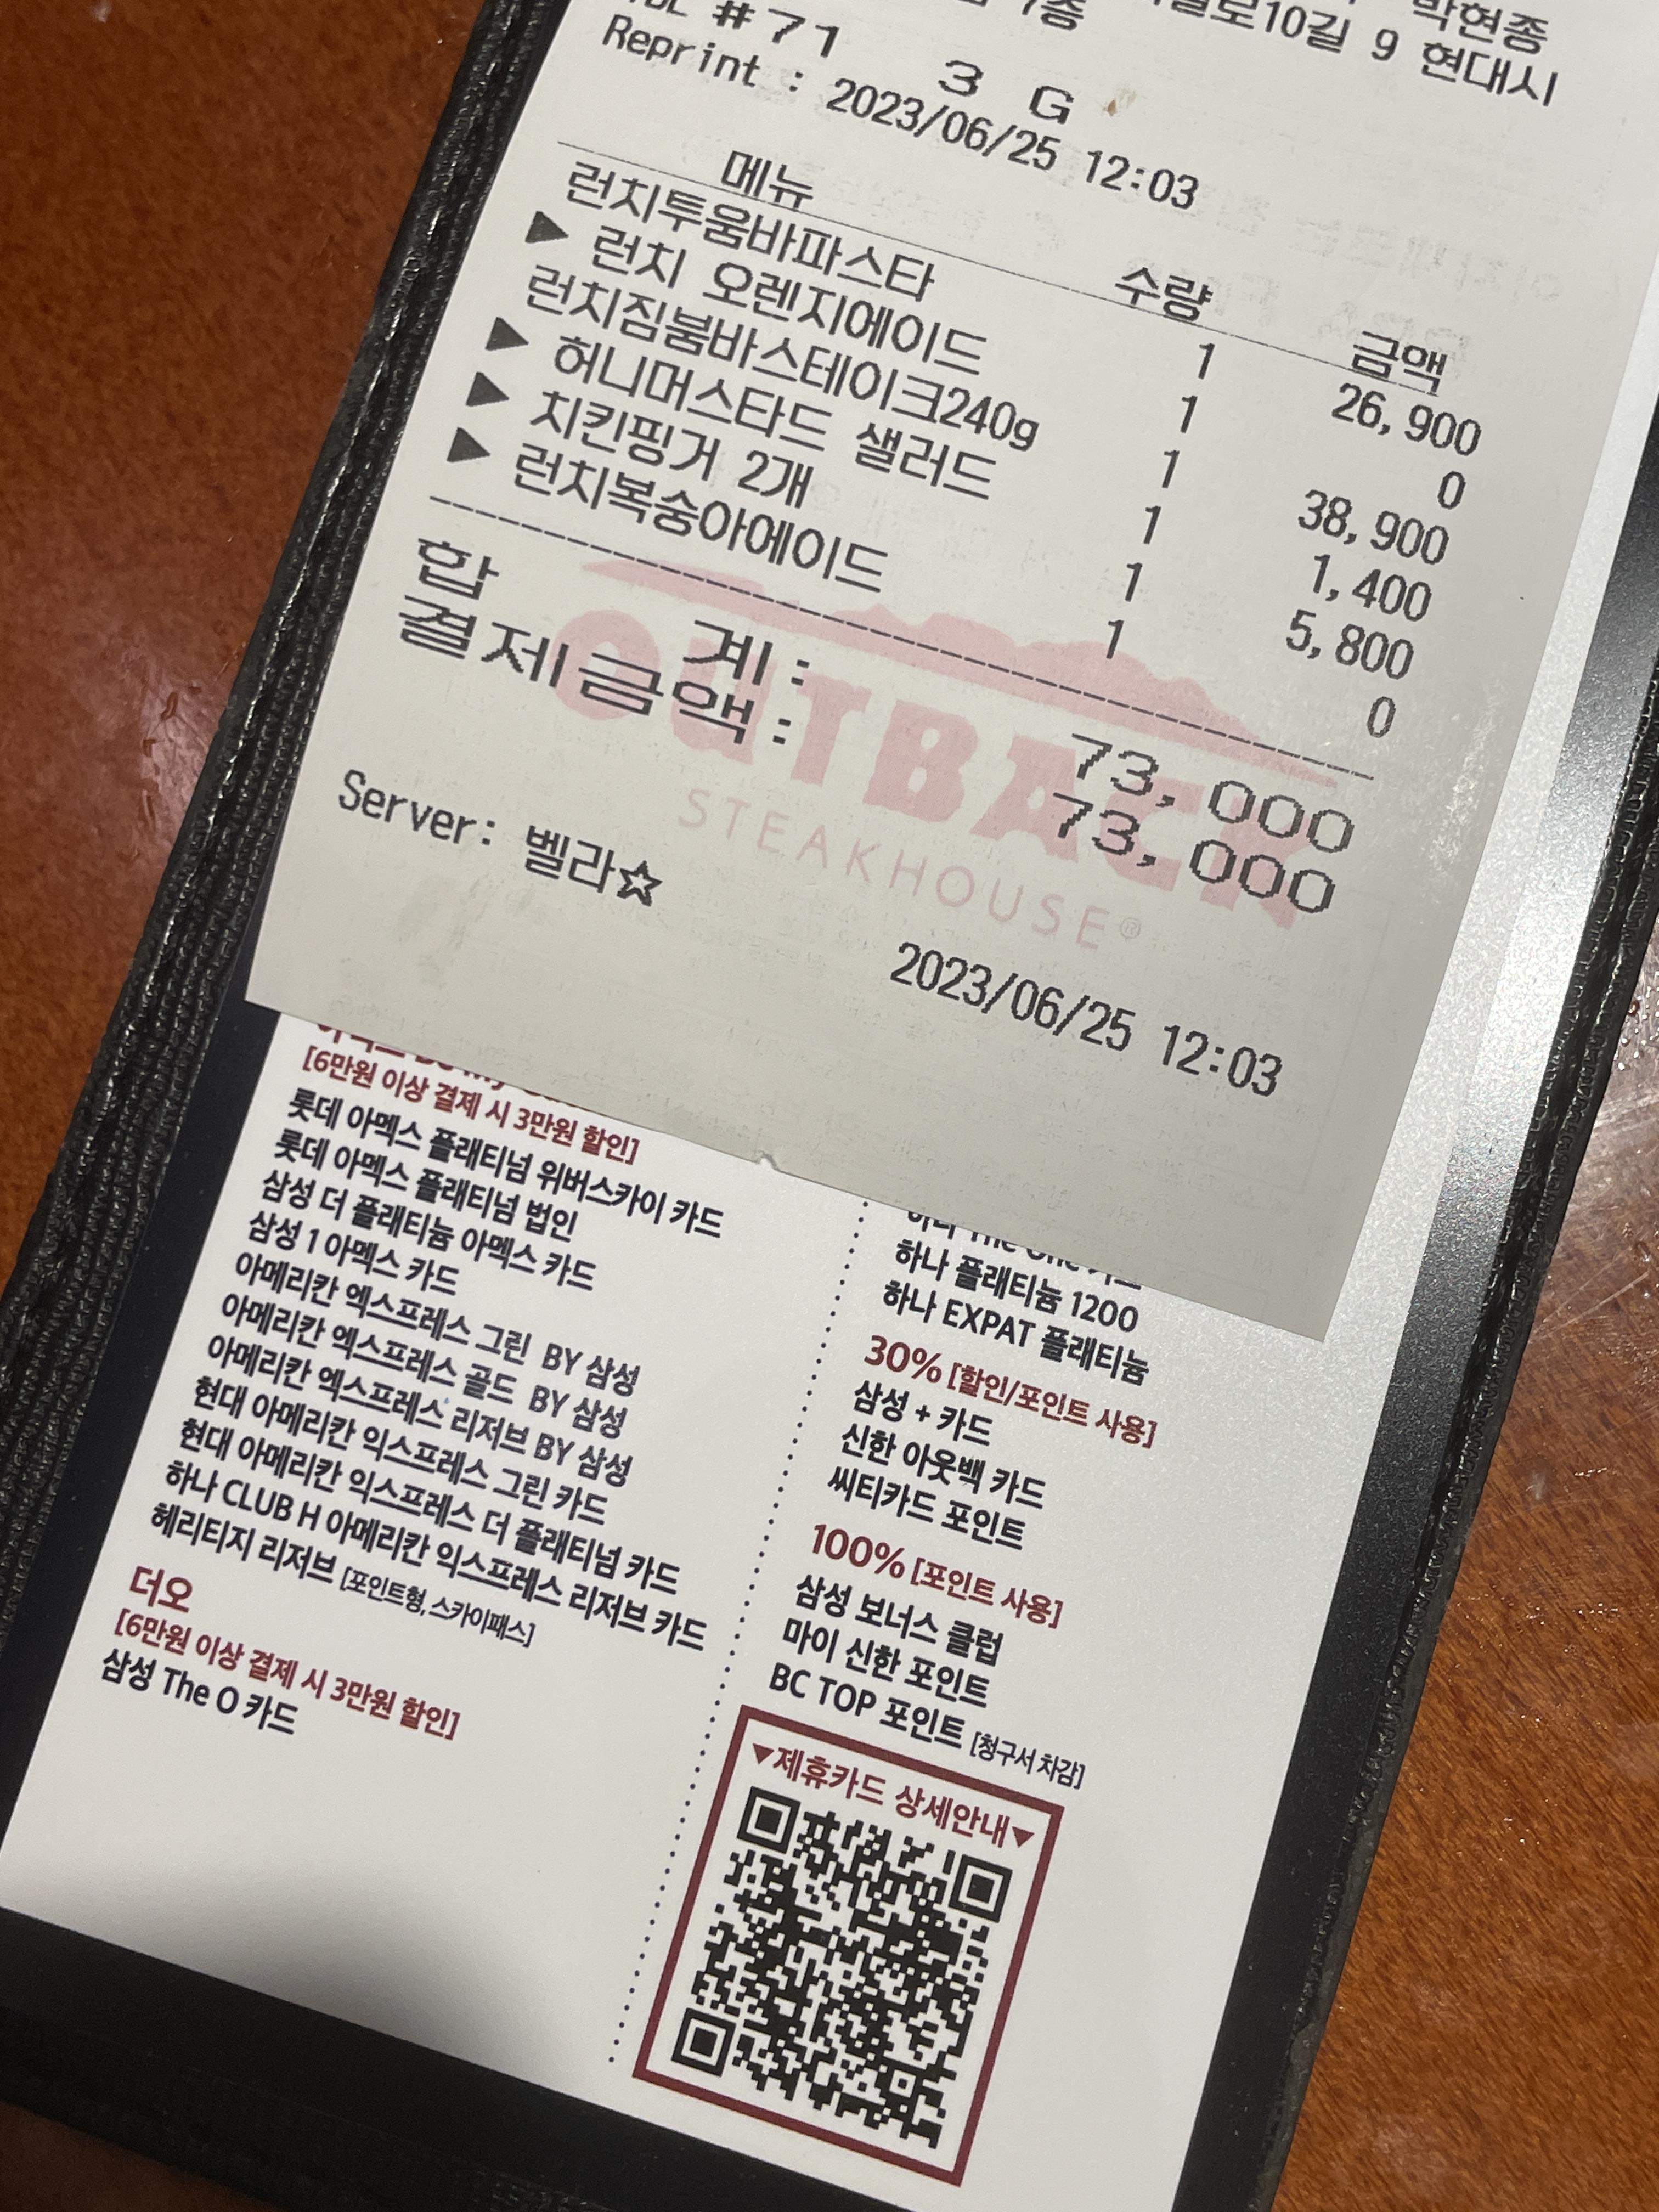 박현종
로10길 9 현대시
#71 3 G
Reprint : 2023/06/25 12:03
메뉴 수량 금액
런치투움바파스타 1 26,900
▶ 런치 오렌지에이드 1 0
런치짐붐바스테이크240g 1 38,900
▶ 허니머스타드 샐러드 1 1,400
▶ 치킨핑거 2개 1 5,800
▶ 런치복숭아에이드 1 0
합 계 : 73,000
결제금액 : 73,000
OUTBACK
STEAKHOUSE®
Server: 벨라☆
2023/06/25 12:03
[6만원 이상 결제 시 3만원 할인]
롯데 아멕스 플래티넘 위버스카이 카드
롯데 아멕스 플래티넘 법인
삼성 더 플래티늄 아멕스 카드
삼성 1 아멕스 카드
아메리칸 엑스프레스 그린 BY 삼성
아메리칸 엑스프레스 골드 BY 삼성
아메리칸 엑스프레스 리저브 BY 삼성
현대 아메리칸 익스프레스 그린 카드
현대 아메리칸 익스프레스 더 플래티넘 카드
하나 CLUB H 아메리칸 익스프레스 리저브 카드
헤리티지 리저브 [포인트형, 스카이패스]
더오
[6만원 이상 결제 시 3만원 할인]
삼성 The O 카드
하나 The One 카드
하나 플래티늄 1200
하나 EXPAT 플래티늄
30% [할인/포인트 사용]
삼성 + 카드
신한 아웃백 카드
씨티카드 포인트
100% [포인트 사용]
삼성 보너스 클럽
마이 신한 포인트
BC TOP 포인트 [청구서 차감]
▼제휴카드 상세안내▼